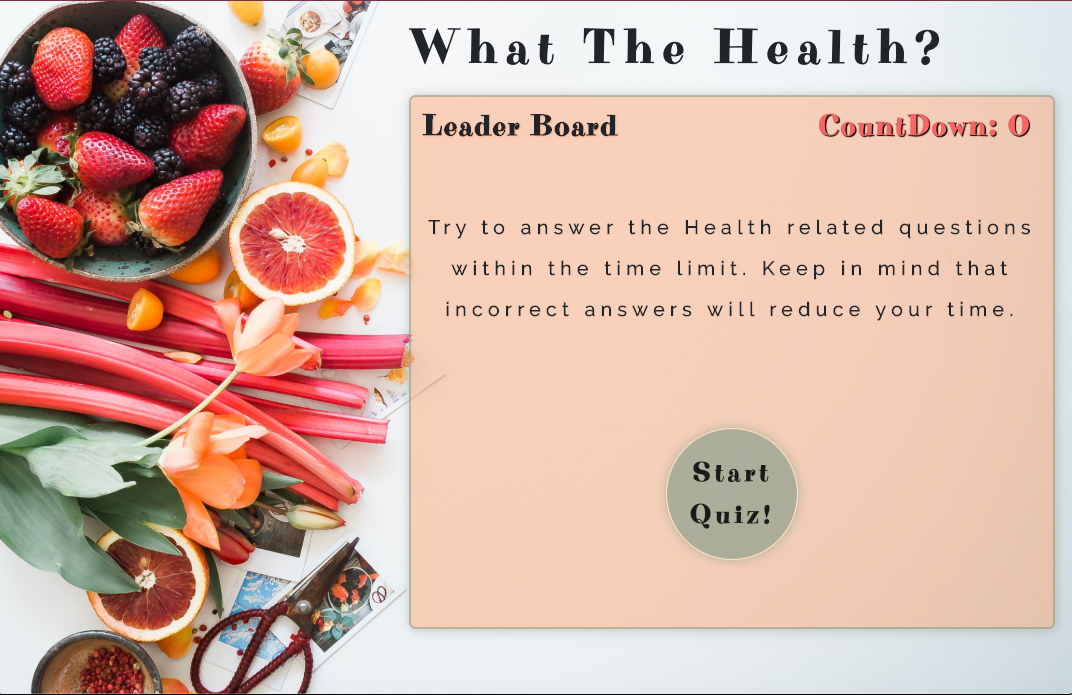 What The Health?
Leader Board
CountDown: 0
Try to answer the Health related questions
within the time limit. Keep in mind that
incorrect answers will reduce your time.
Start
Quiz!